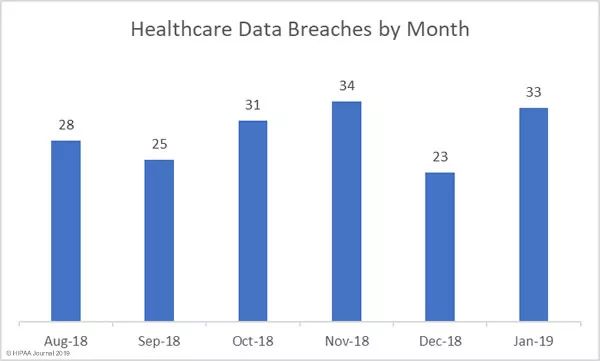 Healthcare Data Breaches by Month
28
25
31
34
23
33
Aug-18 Sep-18 Oct-18 Nov-18 Dec-18 Jan-19
© HIPAA Journal 2019